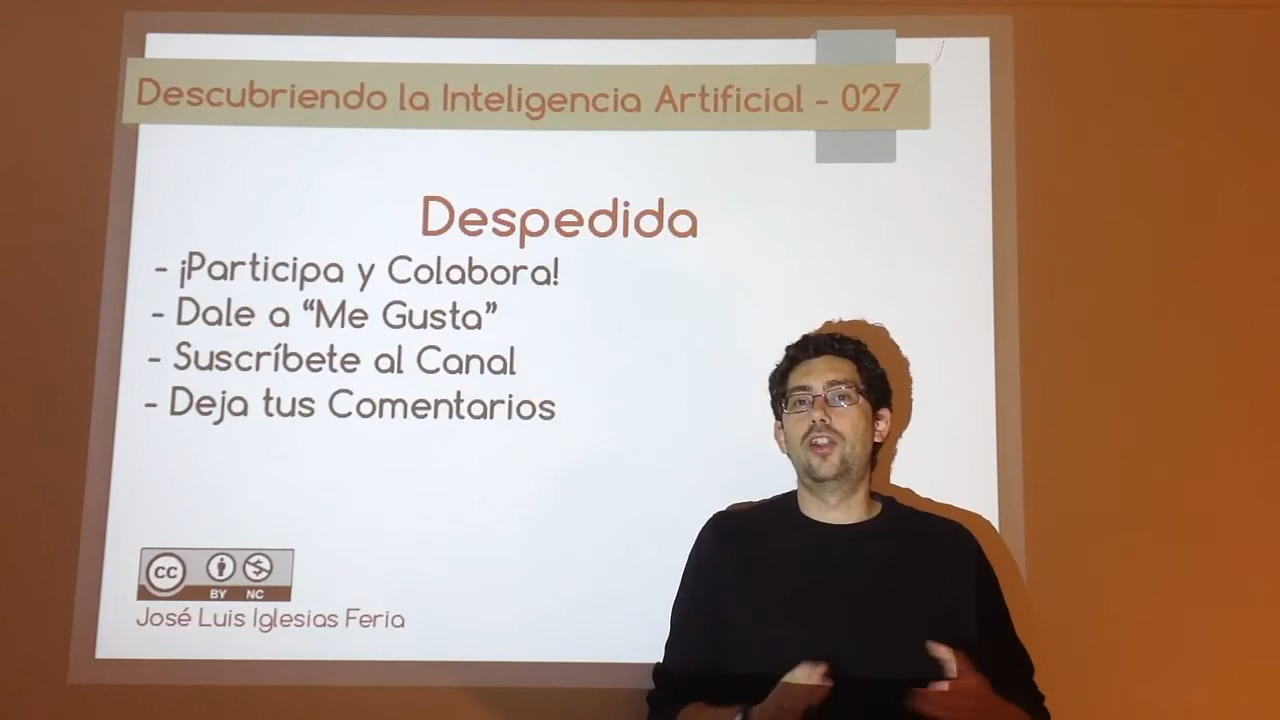 Descubriendo la Inteligencia Artificial - 027
Despedida
- ¡Participa y Colabora!
- Dale a “Me Gusta”
- Suscríbete al Canal
- Deja tus Comentarios
CC
BY NC
José Luis Iglesias Feria